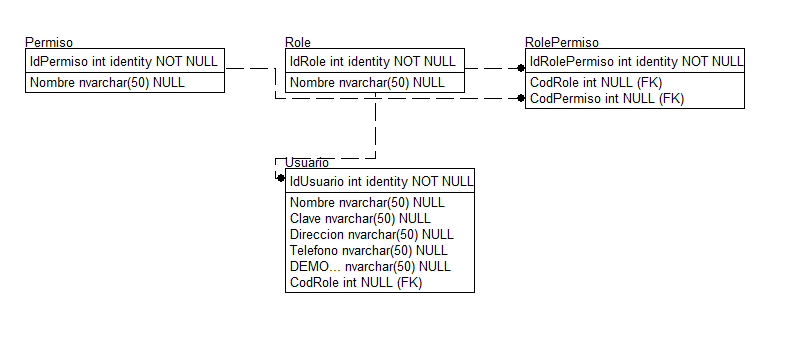 Permiso
IdPermiso int identity NOT NULL
Nombre nvarchar(50) NULL
Role
IdRole int identity NOT NULL
Nombre nvarchar(50) NULL
RolePermiso
IdRolePermiso int identity NOT NULL
CodRole int NULL (FK)
CodPermiso int NULL (FK)
Usuario
IdUsuario int identity NOT NULL
Nombre nvarchar(50) NULL
Clave nvarchar(50) NULL
Direccion nvarchar(50) NULL
Telefono nvarchar(50) NULL
DEMO... nvarchar(50) NULL
CodRole int NULL (FK)